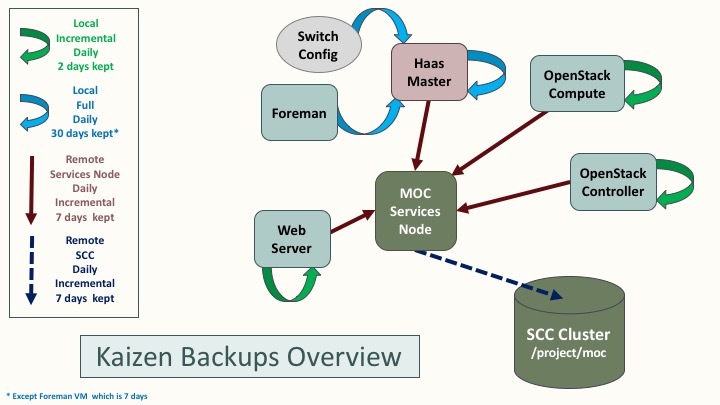 Local
Incremental
Daily
2 days kept
Local
Full
Daily
30 days kept*
Remote
Services Node
Daily
Incremental
7 days kept
Remote
SCC
Daily
Incremental
7 days kept
Switch
Config
Haas
Master
Foreman
OpenStack
Compute
MOC
Services
Node
OpenStack
Controller
Web
Server
SCC Cluster
/project/moc
Kaizen Backups Overview
* Except Foreman VM which is 7 days